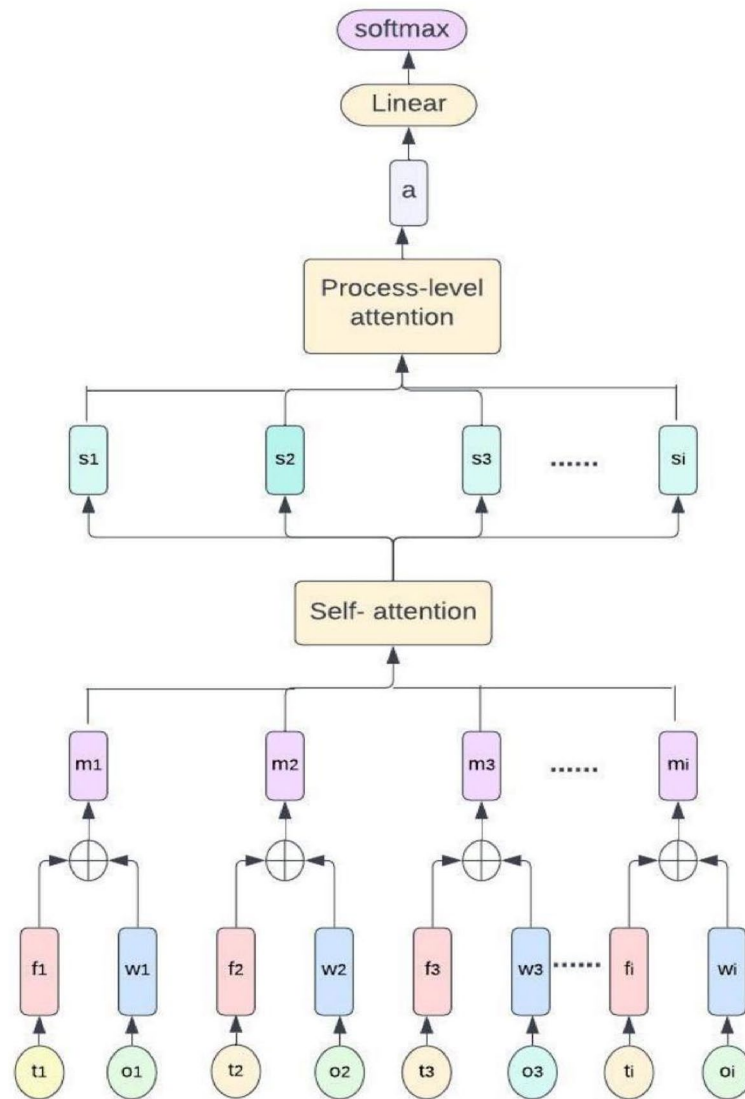 softmax
Linear
a
Process-level
attention
s1 s2 s3 ...... si
Self- attention
m1 m2 m3 ...... mi
f1 w1 f2 w2 f3 w3 ...... fi wi
t1 o1 t2 o2 t3 o3 ti oi